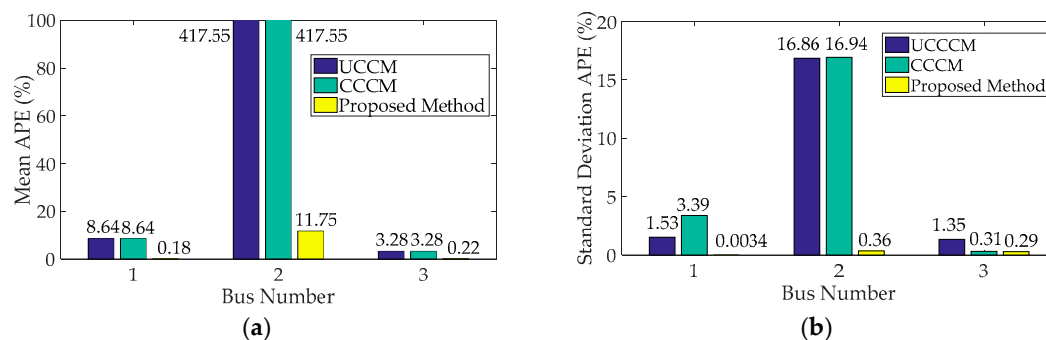 Mean APE (%)
100
80
60
40
20
0
417.55
417.55
UCCM
CCCM
Proposed Method
8.64
8.64
0.18
11.75
3.28
3.28
0.22
1
2
3
Bus Number
(a)
Standard Deviation APE (%)
20
15
10
5
0
16.86
16.94
UCCCM
CCCM
Proposed Method
1.53
3.39
0.0034
0.36
1.35
0.31
0.29
1
2
3
Bus Number
(b)